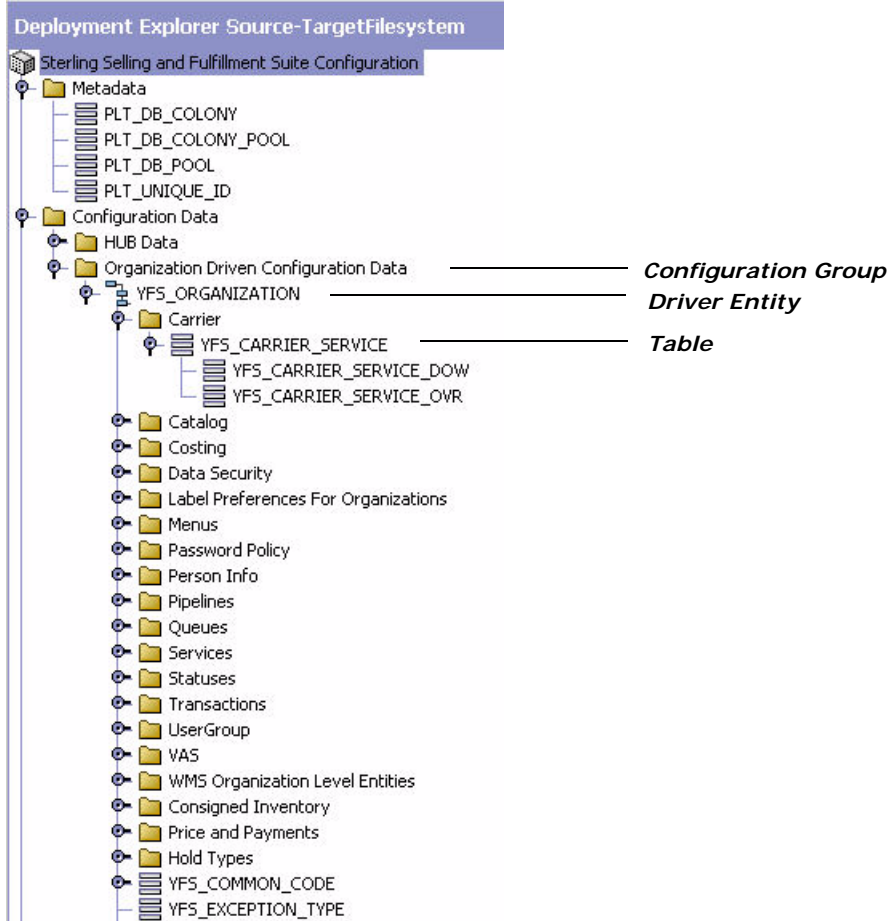 Deployment Explorer Source-TargetFilesystem
Sterling Selling and Fulfillment Suite Configuration
Metadata
PLT_DB_COLONY
PLT_DB_COLONY_POOL
PLT_DB_POOL
PLT_UNIQUE_ID
Configuration Data
HUB Data
Organization Driven Configuration Data
Configuration Group
YFS_ORGANIZATION
Driver Entity
Carrier
YFS_CARRIER_SERVICE
Table
YFS_CARRIER_SERVICE_DOW
YFS_CARRIER_SERVICE_OVR
Catalog
Costing
Data Security
Label Preferences For Organizations
Menus
Password Policy
Person Info
Pipelines
Queues
Services
Statuses
Transactions
UserGroup
VAS
WMS Organization Level Entities
Consigned Inventory
Price and Payments
Hold Types
YFS_COMMON_CODE
YFS_EXCEPTION_TYPE